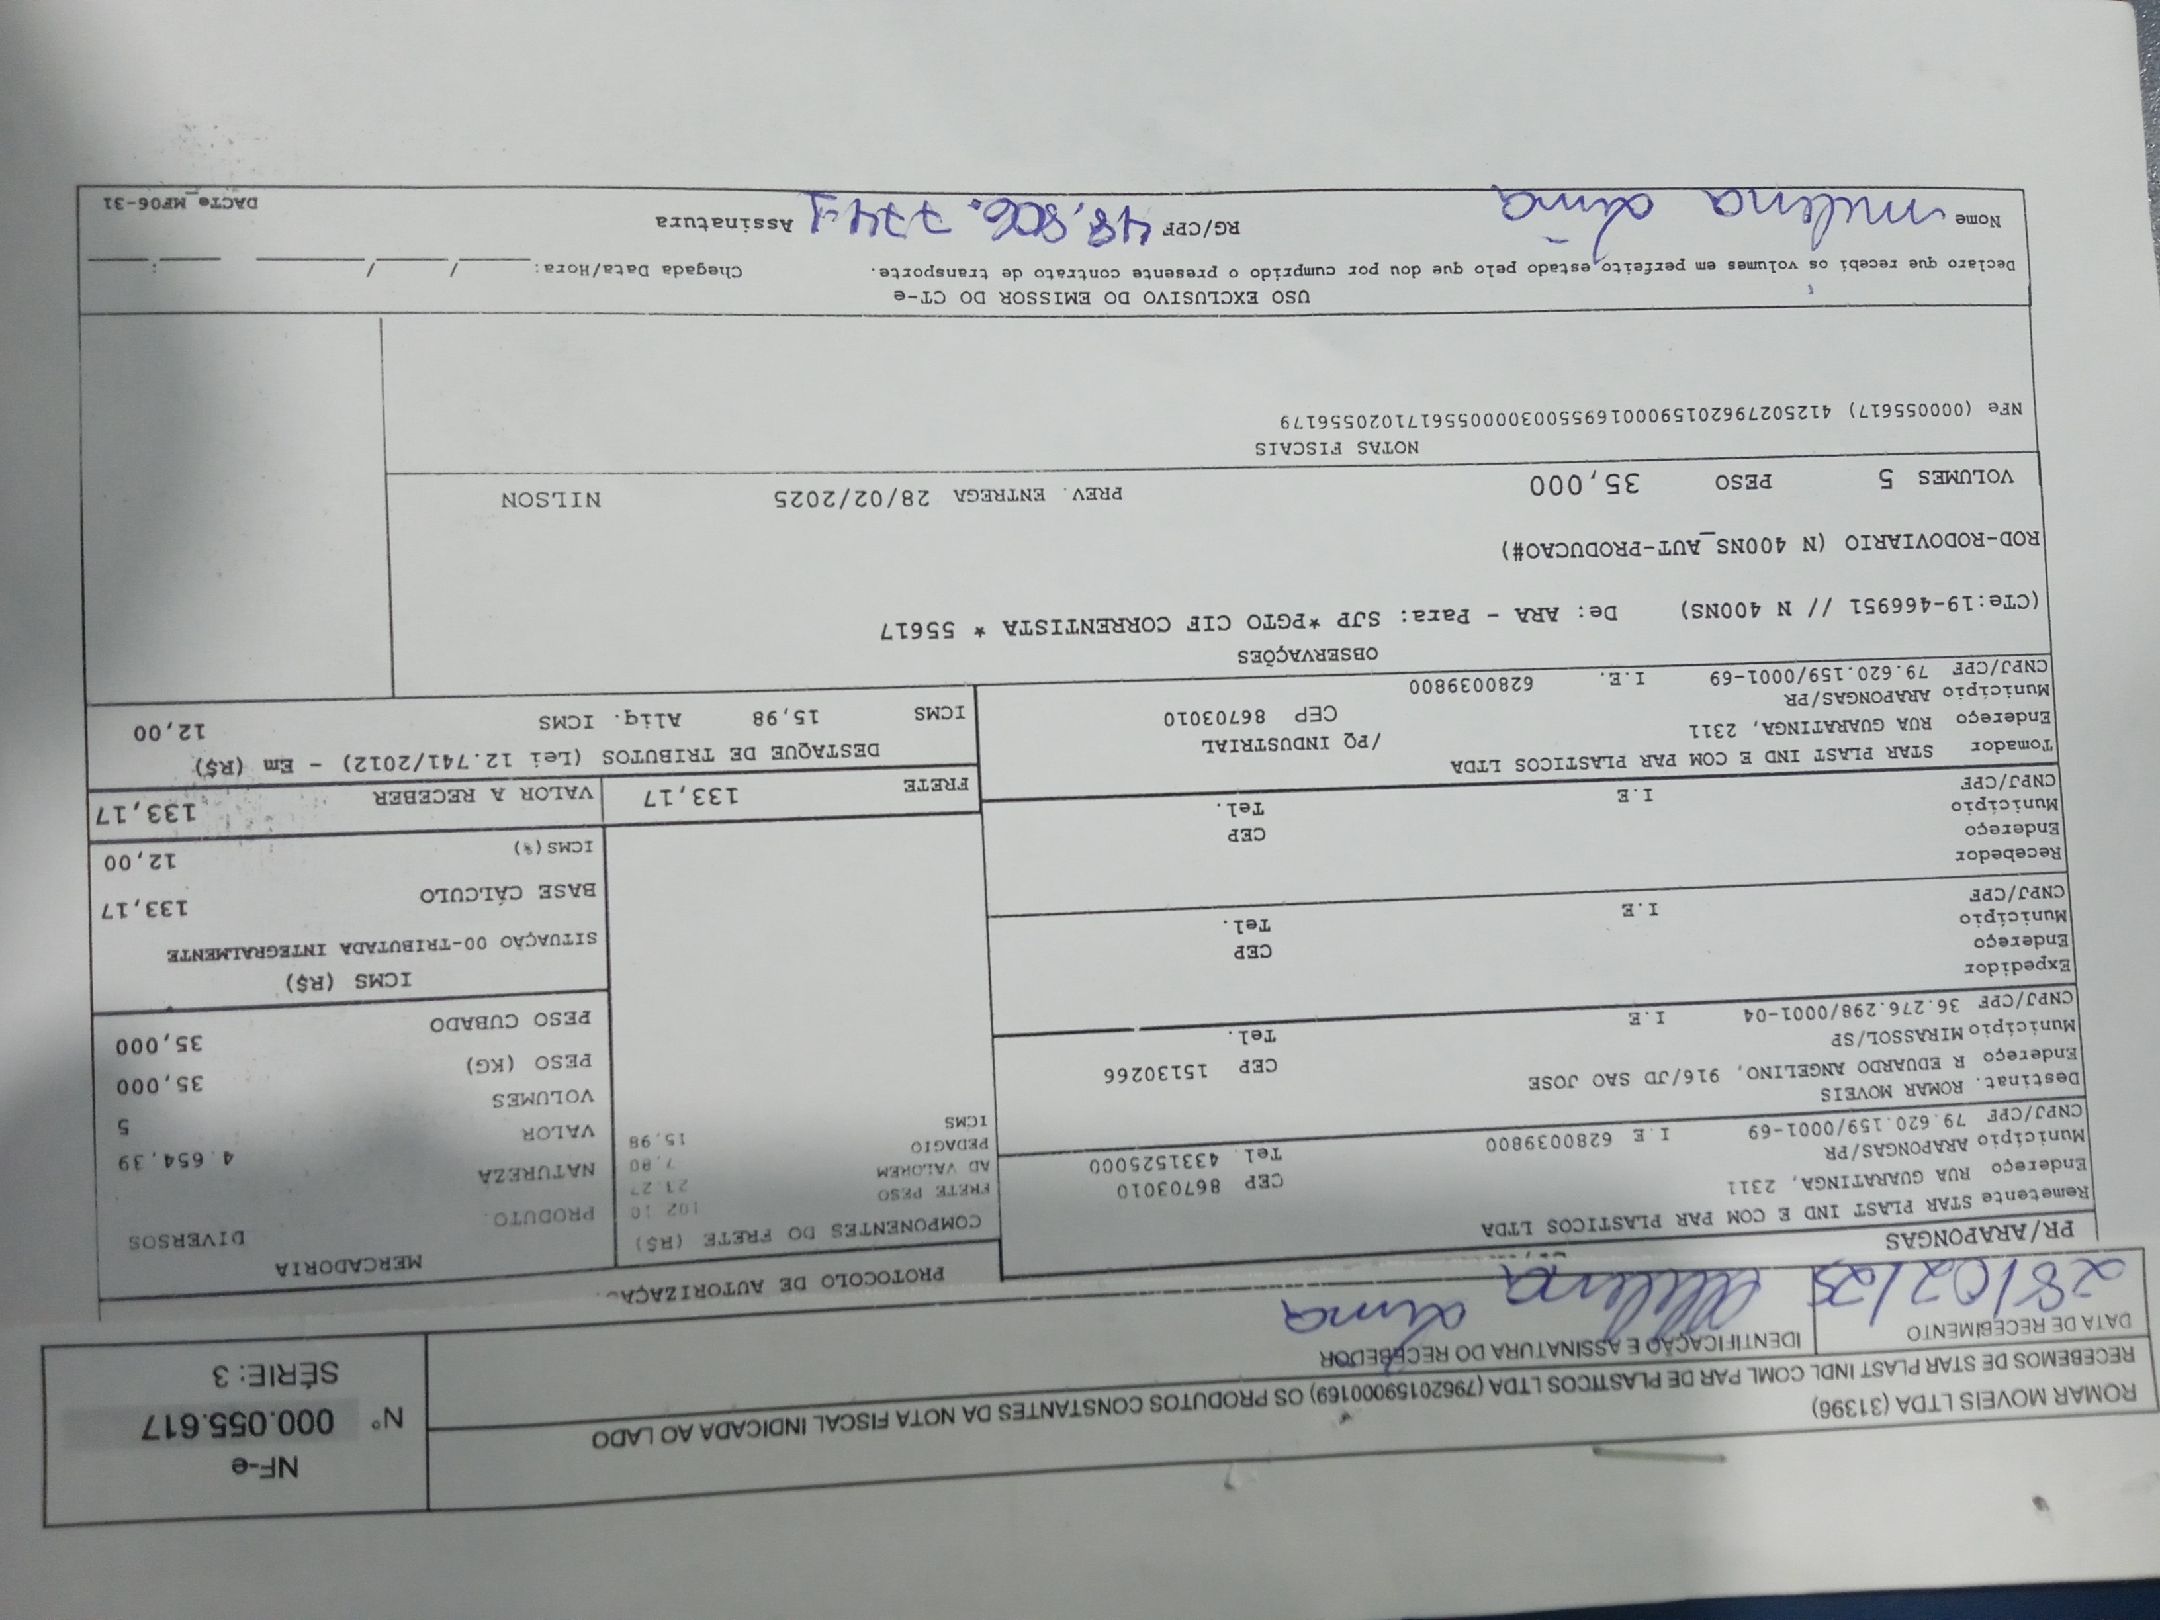 ROMAR MOVEIS LTDA (31396)
RECEBEMOS DE STAR PLAST INDL COML PAR DE PLASTICOS LTDA (79620159000169) OS PRODUTOS CONSTANTES DA NOTA FISCAL INDICADA AO LADO
DATA DE RECEBIMENTO
28/02/25
IDENTIFICAÇÃO E ASSINATURA DO RECEBEDOR
Milena Lima
NF-e
Nº 000.055.617
SÉRIE: 3
PROTOCOLO DE AUTORIZAÇÃO
PR/ARAPONGAS
Remetente STAR PLAST IND E COM PAR PLASTICOS LTDA
Endereço RUA GUARATINGA, 2311 CEP 86703010
Município ARAPONGAS/PR Tel. 4331525000
CNPJ/CPF 79.620.159/0001-69 I.E 6280039800
Destinat. ROMAR MOVEIS
Endereço R EDUARDO ANGELINO, 916/JD SAO JOSE CEP 15130266
Município MIRASSOL/SP Tel.
CNPJ/CPF 36.276.298/0001-04 I.E
Expedidor
Endereço CEP
Município Tel.
CNPJ/CPF I.E
Recebedor
Endereço CEP
Município Tel.
CNPJ/CPF I.E
Tomador STAR PLAST IND E COM PAR PLASTICOS LTDA
Endereço RUA GUARATINGA, 2311 /PQ INDUSTRIAL
Município ARAPONGAS/PR CEP 86703010
CNPJ/CPF 79.620.159/0001-69 I.E. 6280039800
COMPONENTES DO FRETE (R$)
FRETE PESO 102,10
AD VALOREM 23,27
PEDAGIO 7,80
ICMS 15,98
FRETE 133,17
MERCADORIA
PRODUTO: DIVERSOS
NATUREZA
VALOR 4.654,39
VOLUMES 5
PESO (KG) 35,000
PESO CUBADO 35,000
ICMS (R$)
SITUAÇÃO 00-TRIBUTADA INTEGRALMENTE
BASE CÁLCULO 133,17
ICMS(%) 12,00
VALOR A RECEBER 133,17
DESTAQUE DE TRIBUTOS (Lei 12.741/2012) - Em (R$)
ICMS 15,98 Aliq. ICMS 12,00
OBSERVAÇÕES
(CTe:19-466951 // N 400NS) De: ARA - Para: SJP *PGTO CIF CORRENTISTA * 55617
ROD-RODOVIARIO (N 400NS_AUT-PRODUCAO#)
VOLUMES 5 PESO 35,000 PREV. ENTREGA 28/02/2025 NILSON
NOTAS FISCAIS
NFe (000055617) 41250279620159000169550030000556171020556179
USO EXCLUSIVO DO EMISSOR DO CT-e
Declaro que recebi os volumes em perfeito estado pelo que dou por cumprido o presente contrato de transporte. Chegada Data/Hora: / / :
Nome milena Lima RG/CPF 48.806.774-1 Assinatura
DACTe_MP06-31